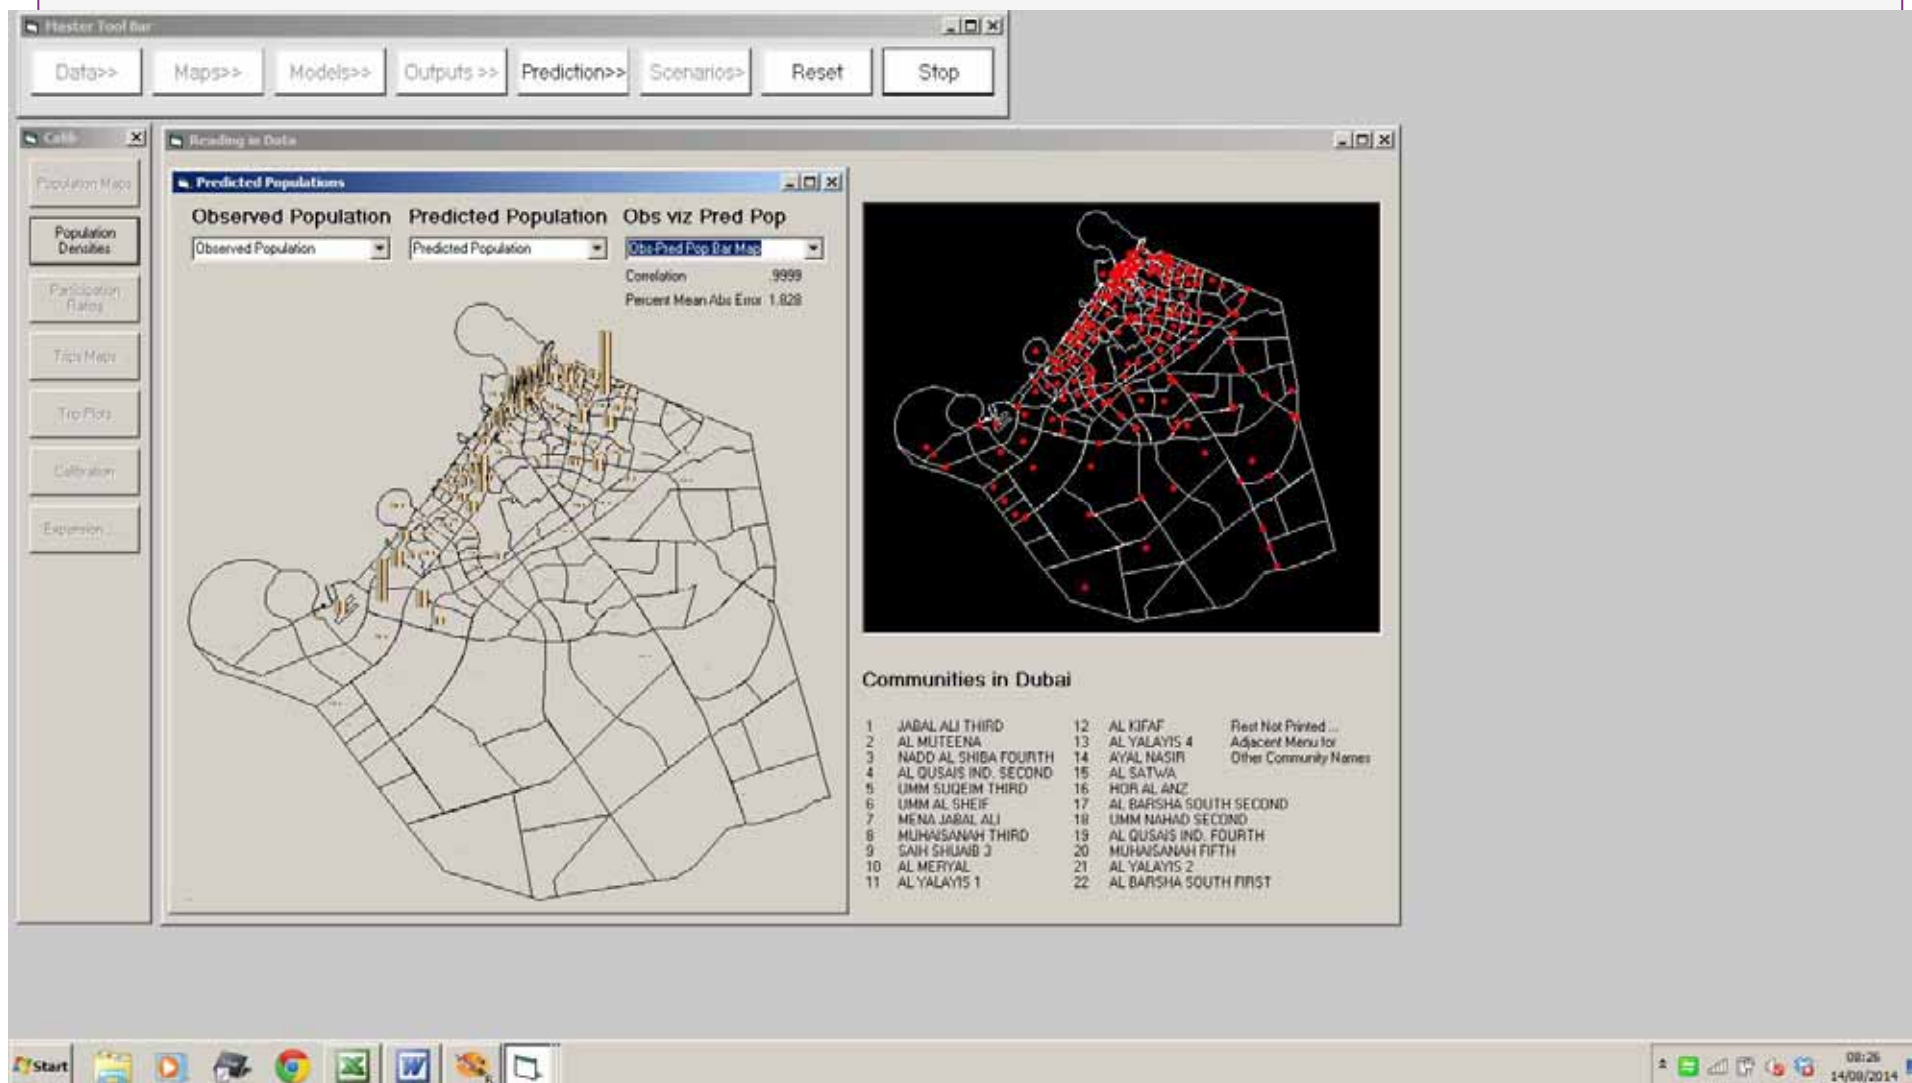 Master Tool Bar
Data>>
Maps>>
Models>>
Outputs >>
Prediction>>
Scenarios>
Reset
Stop
Calib
Population Maps
Population
Densities
Participation
Ratios
Trips Maps
Trip Plots
Calibration
Expansion ...
Reading in Data
Predicted Populations
Observed Population
Predicted Population
Obs viz Pred Pop
Observed Population
Predicted Population
Obs-Pred Pop Bar Map
Correlation .9999
Percent Mean Abs Error 1.828
Communities in Dubai
1 JABAL ALI THIRD
2 AL MUTEENA
3 NADD AL SHIBA FOURTH
4 AL QUSAIS IND. SECOND
5 UMM SUQEIM THIRD
6 UMM AL SHEIF
7 MENA JABAL ALI
8 MUHAISANAH THIRD
9 SAIH SHUAIB 3
10 AL MERYAL
11 AL YALAYIS 1
12 AL KIFAF
13 AL YALAYIS 4
14 AYAL NASIR
15 AL SATWA
16 HOR AL ANZ
17 AL BARSHA SOUTH SECOND
18 UMM NAHAD SECOND
19 AL QUSAIS IND. FOURTH
20 MUHAISANAH FIFTH
21 AL YALAYIS 2
22 AL BARSHA SOUTH FIRST
Rest Not Printed ...
Adjacent Menu for
Other Community Names
Start
08:26
14/08/2014